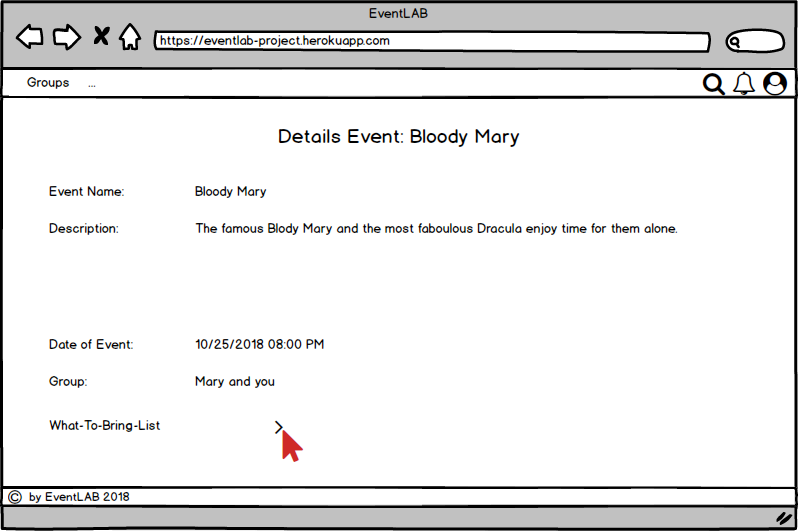 EventLAB
https://eventlab-project.herokuapp.com
Groups ...
Details Event: Bloody Mary
Event Name: Bloody Mary
Description: The famous Blody Mary and the most faboulous Dracula enjoy time for them alone.
Date of Event: 10/25/2018 08:00 PM
Group: Mary and you
What-To-Bring-List
© by EventLAB 2018